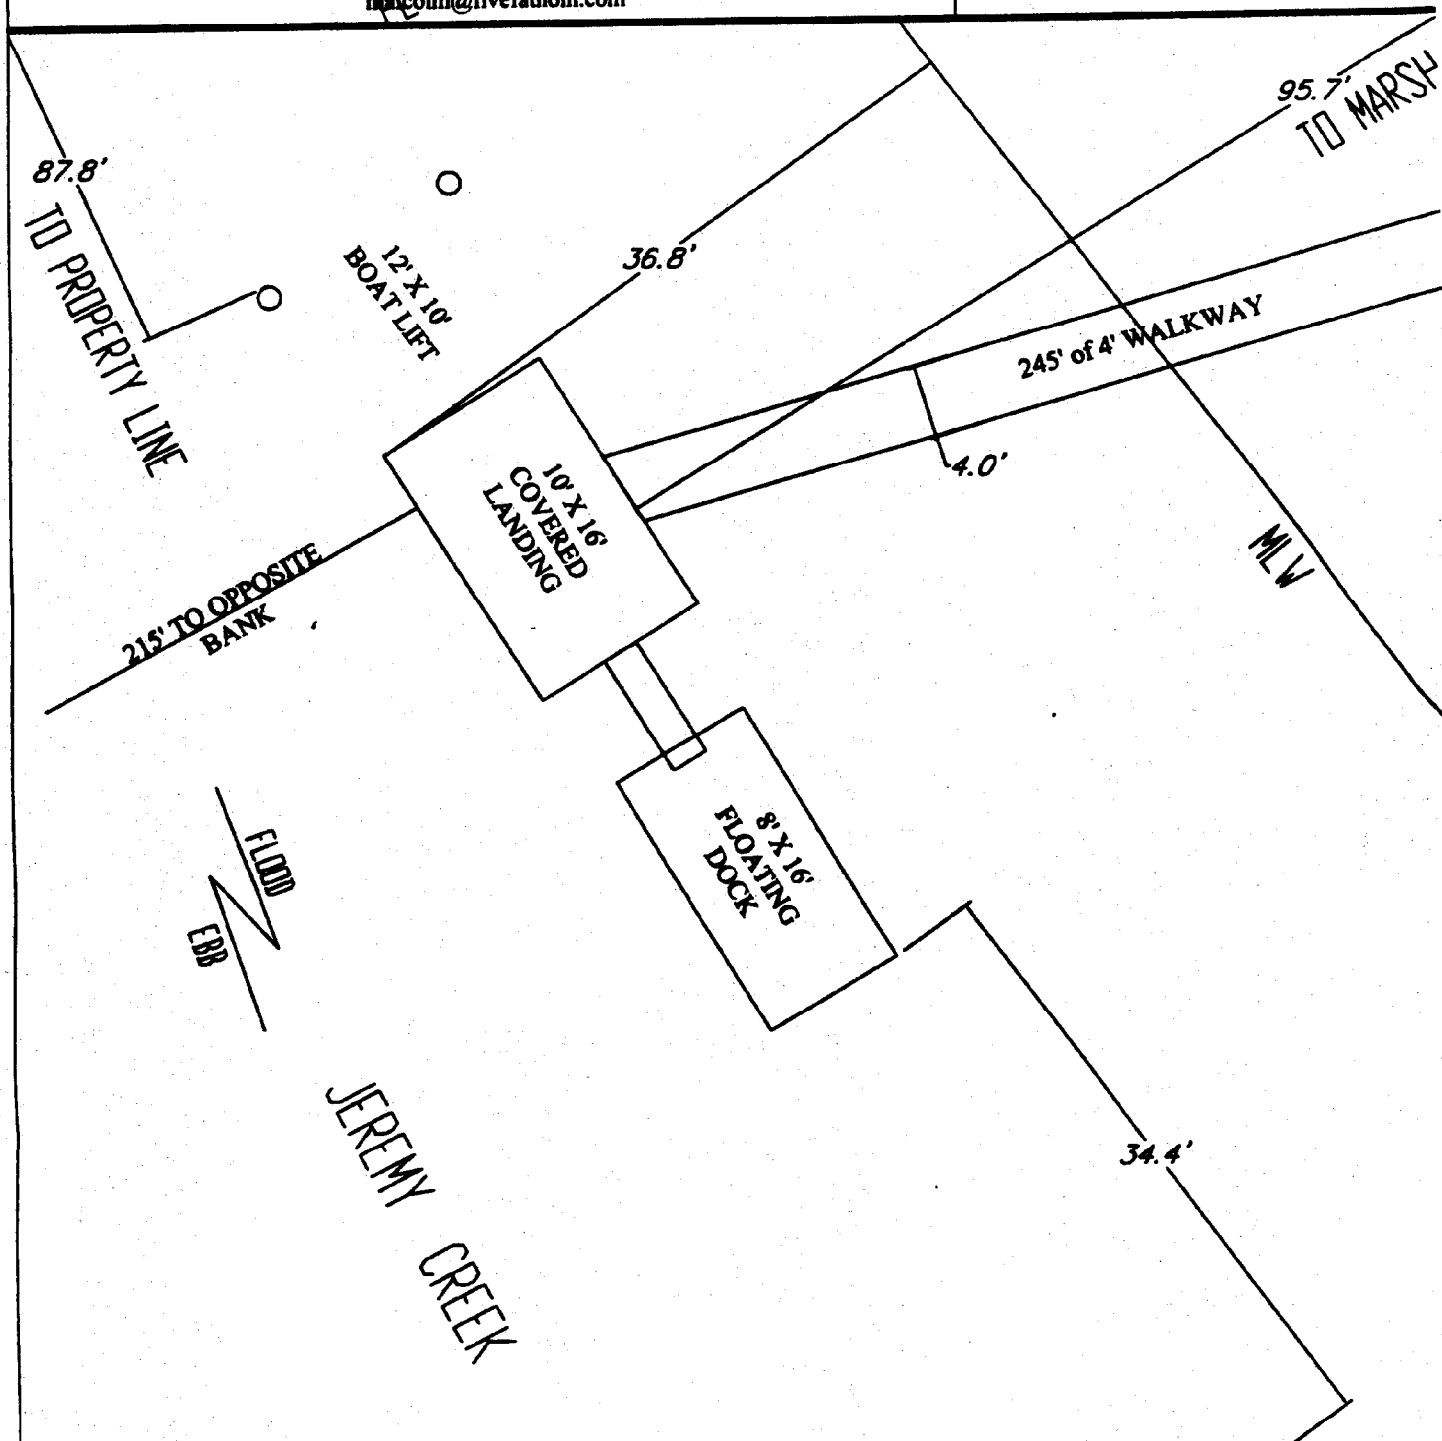 95.7'
TO MARSH
87.8'
TO PROPERTY LINE
12' X 10'
BOAT LIFT
36.8'
245' of 4' WALKWAY
4.0'
10' X 16'
COVERED
LANDING
MLW
215' TO OPPOSITE
BANK
8' X 16'
FLOATING
DOCK
FLOOD
EBB
34.4'
JEREMY CREEK